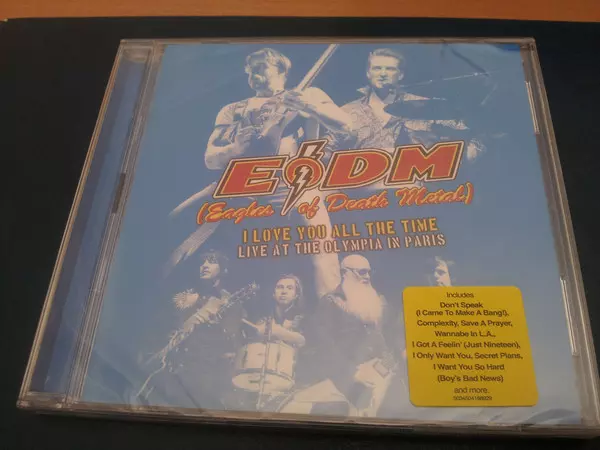 EODM
(Eagles of Death Metal)
I LOVE YOU ALL THE TIME
LIVE AT THE OLYMPIA IN PARIS
Includes
Don't Speak
(I Came To Make A Bang!),
Complexity, Save A Prayer,
Wannabe In L.A.,
I Got A Feelin' (Just Nineteen),
I Only Want You, Secret Plans,
I Want You So Hard
(Boy's Bad News)
and more.